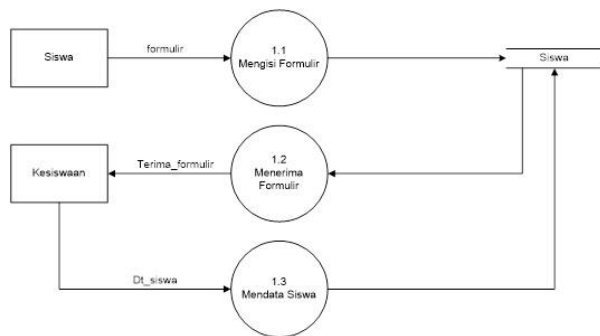 Siswa
formulir
1.1
Mengisi Formulir
Siswa
Kesiswaan
Terima_formulir
1.2
Menerima
Formulir
Dt_siswa
1.3
Mendata Siswa